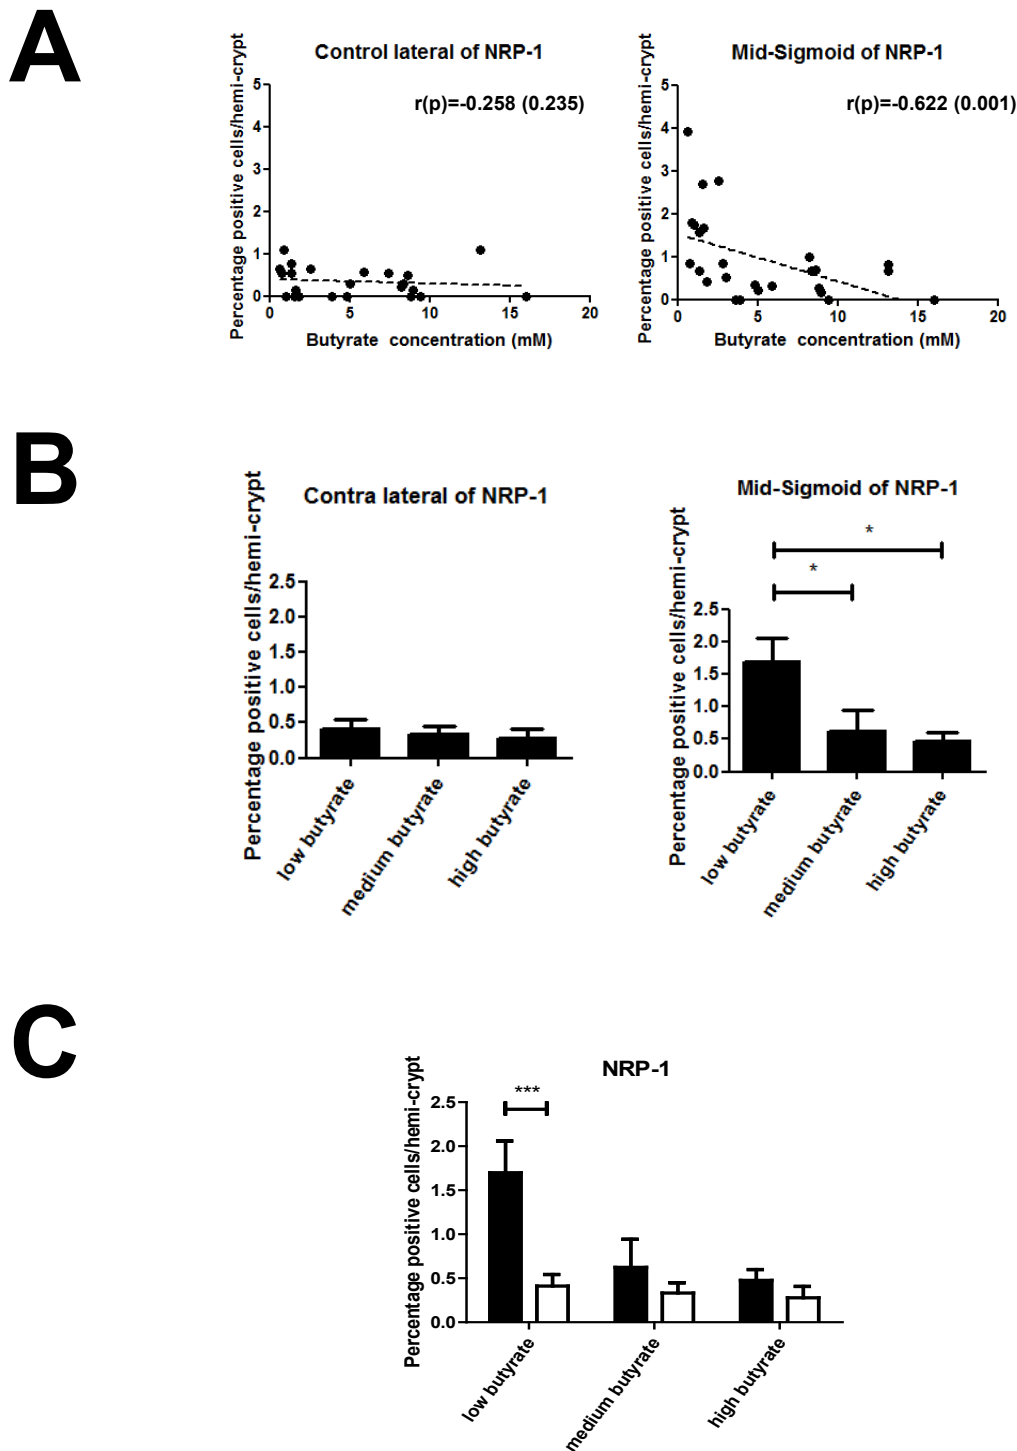 A
Control lateral of NRP-1
r(p)=-0.258 (0.235)
Percentage positive cells/hemi-crypt
5
4
3
2
1
0
0 5 10 15 20
Butyrate concentration (mM)
Mid-Sigmoid of NRP-1
r(p)=-0.622 (0.001)
Percentage positive cells/hemi-crypt
5
4
3
2
1
0
0 5 10 15 20
Butyrate concentration (mM)
B
Contra lateral of NRP-1
Percentage positive cells/hemi-crypt
2.5
2.0
1.5
1.0
0.5
0.0
low butyrate
medium butyrate
high butyrate
Mid-Sigmoid of NRP-1
*
*
Percentage positive cells/hemi-crypt
2.5
2.0
1.5
1.0
0.5
0.0
low butyrate
medium butyrate
high butyrate
C
NRP-1
***
Percentage positive cells/hemi-crypt
2.5
2.0
1.5
1.0
0.5
0.0
low butyrate
medium butyrate
high butyrate